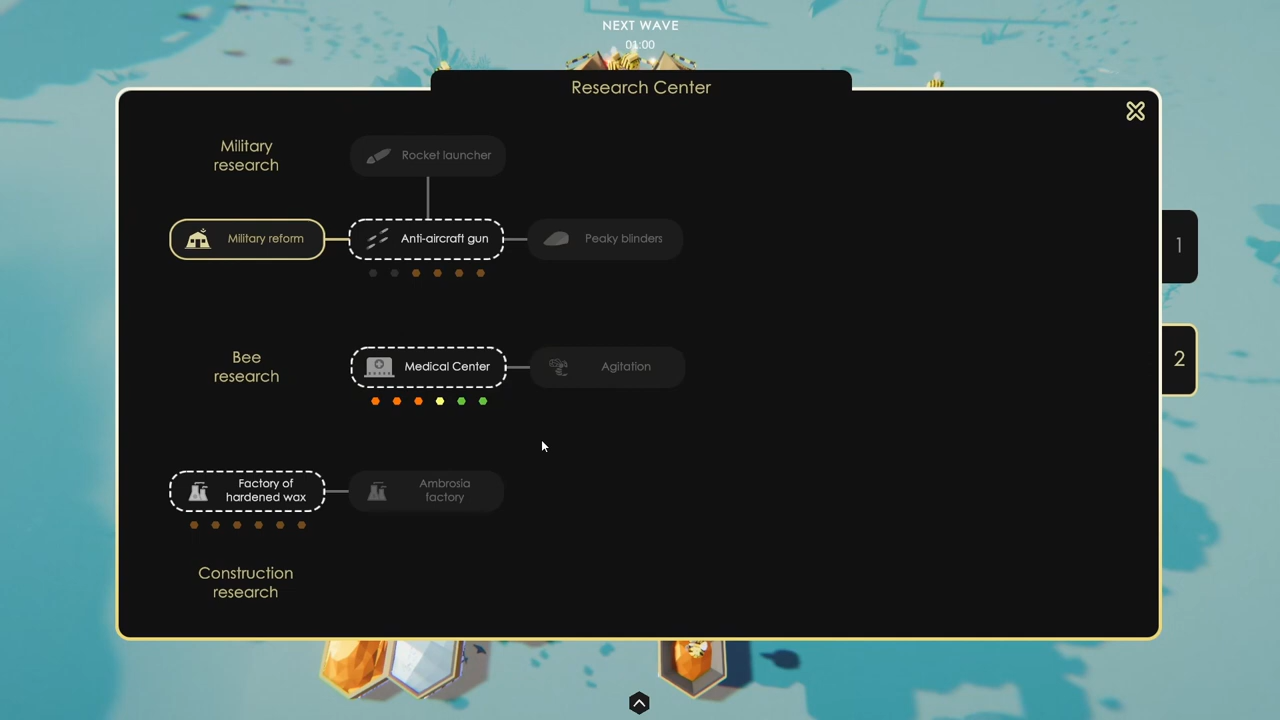 NEXT WAVE
01:00
Research Center
Military
research
Rocket launcher
Military reform
Anti-aircraft gun
Peaky blinders
1
Bee
research
Medical Center
Agitation
2
Factory of
hardened wax
Ambrosia
factory
Construction
research